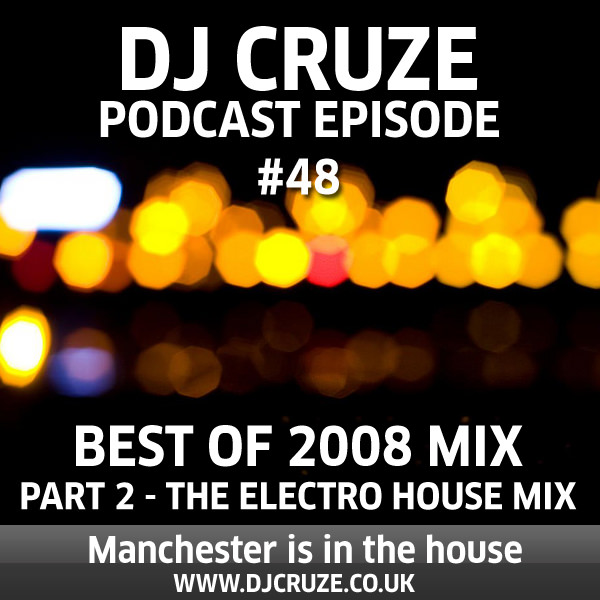 DJ CRUZE
PODCAST EPISODE
#48
BEST OF 2008 MIX
PART 2 - THE ELECTRO HOUSE MIX
Manchester is in the house
WWW.DJCRUZE.CO.UK